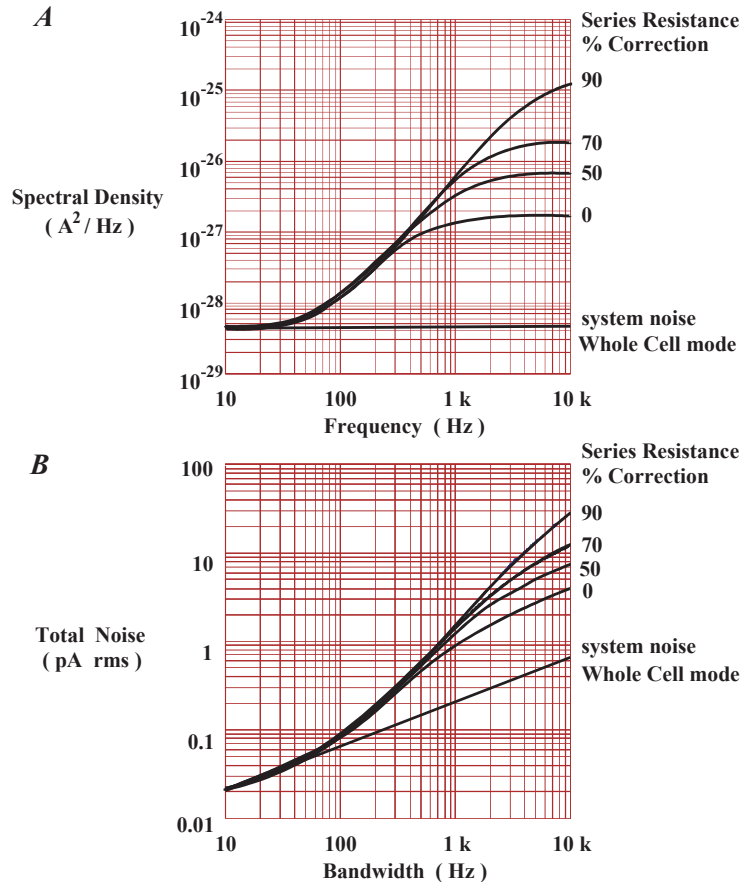 A
Series Resistance
% Correction
10^-24
10^-25
10^-26
10^-27
10^-28
10^-29
Spectral Density
( A^2 / Hz )
90
70
50
0
system noise
Whole Cell mode
10
100
1 k
10 k
Frequency ( Hz )
B
Series Resistance
% Correction
100
10
1
0.1
0.01
Total Noise
( pA rms )
90
70
50
0
system noise
Whole Cell mode
10
100
1 k
10 k
Bandwidth ( Hz )